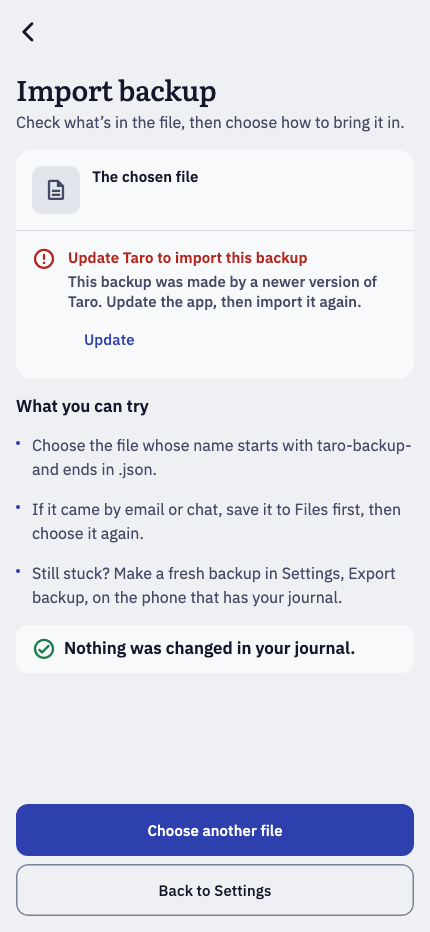 Import backup
Check what’s in the file, then choose how to bring it in.
The chosen file
Update Taro to import this backup
This backup was made by a newer version of
Taro. Update the app, then import it again.
Update
What you can try
• Choose the file whose name starts with taro-backup-
and ends in .json.
• If it came by email or chat, save it to Files first, then
choose it again.
• Still stuck? Make a fresh backup in Settings, Export
backup, on the phone that has your journal.
Nothing was changed in your journal.
Choose another file
Back to Settings